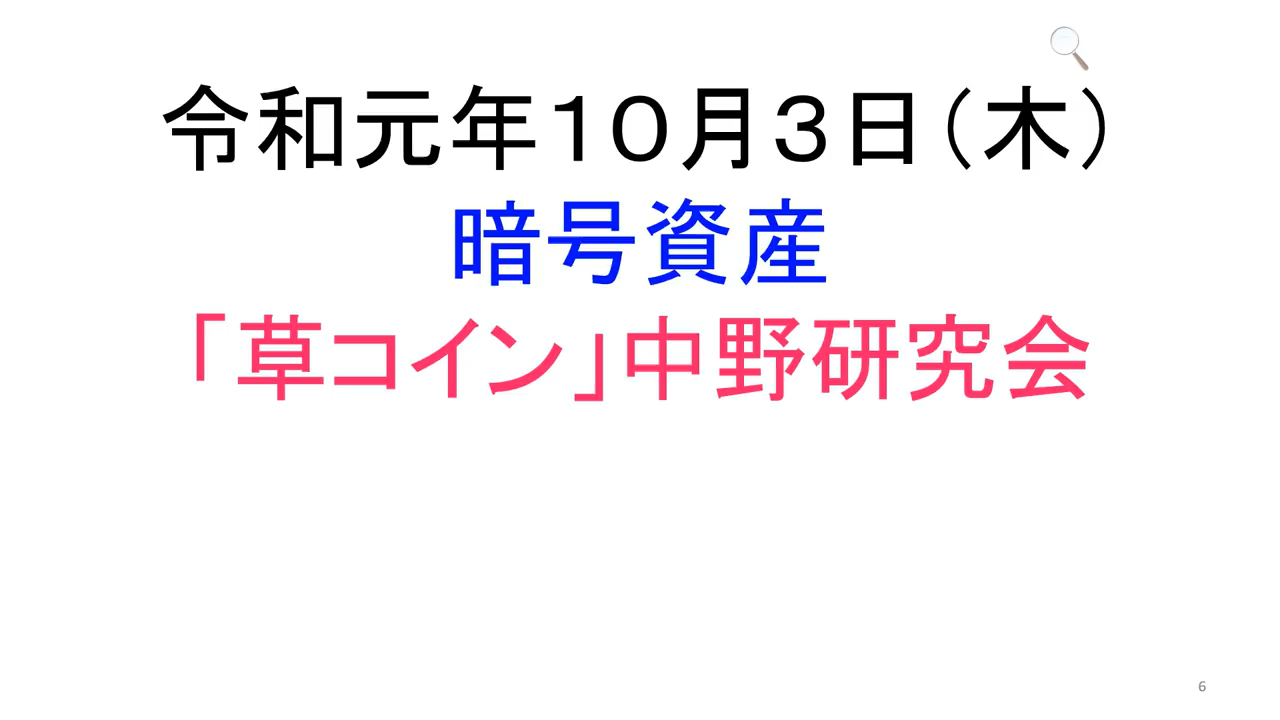 令和元年１０月３日（木）
暗号資産
「草コイン」中野研究会
6